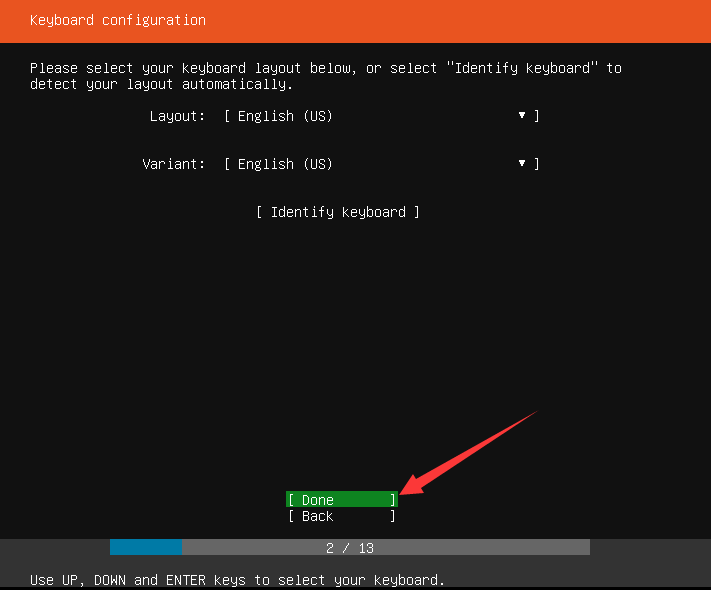 Keyboard configuration
Please select your keyboard layout below, or select "Identify keyboard" to
detect your layout automatically.
Layout: [ English (US) ▼ ]
Variant: [ English (US) ▼ ]
[ Identify keyboard ]
[ Done ]
[ Back ]
2 / 13
Use UP, DOWN and ENTER keys to select your keyboard.